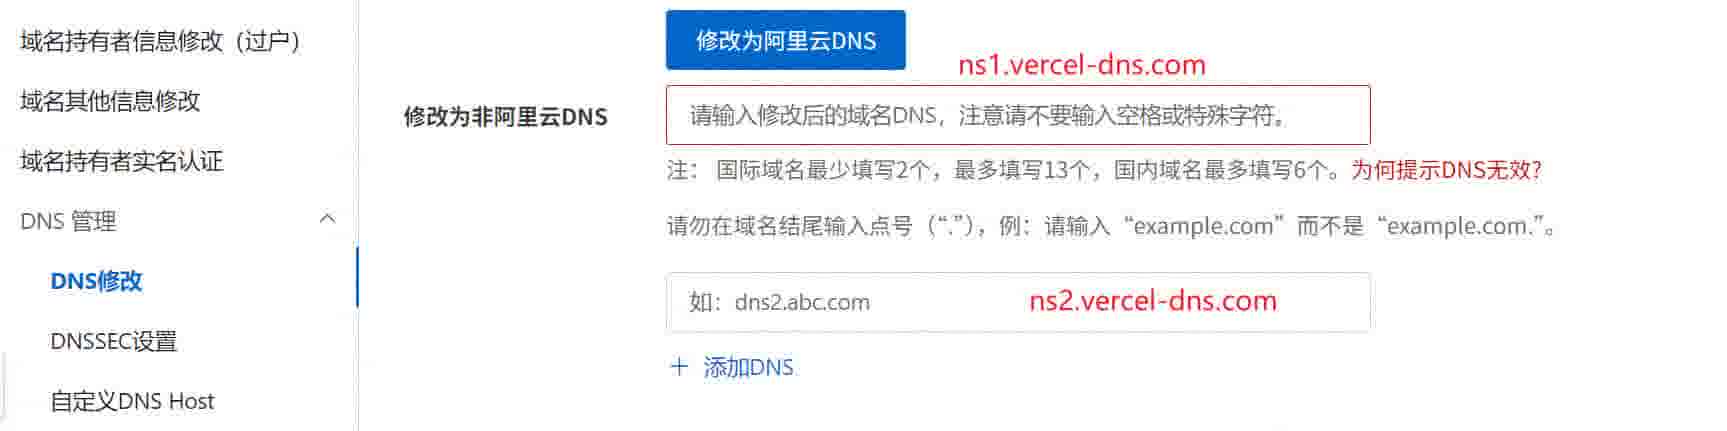 域名持有者信息修改（过户）
域名其他信息修改
域名持有者实名认证
DNS 管理
DNS修改
DNSSEC设置
自定义DNS Host
修改为阿里云DNS
ns1.vercel-dns.com
修改为非阿里云DNS
请输入修改后的域名DNS，注意请不要输入空格或特殊字符。
注： 国际域名最少填写2个，最多填写13个，国内域名最多填写6个。为何提示DNS无效?
请勿在域名结尾输入点号（“.”），例：请输入“example.com”而不是“example.com.”。
如：dns2.abc.com
ns2.vercel-dns.com
添加DNS